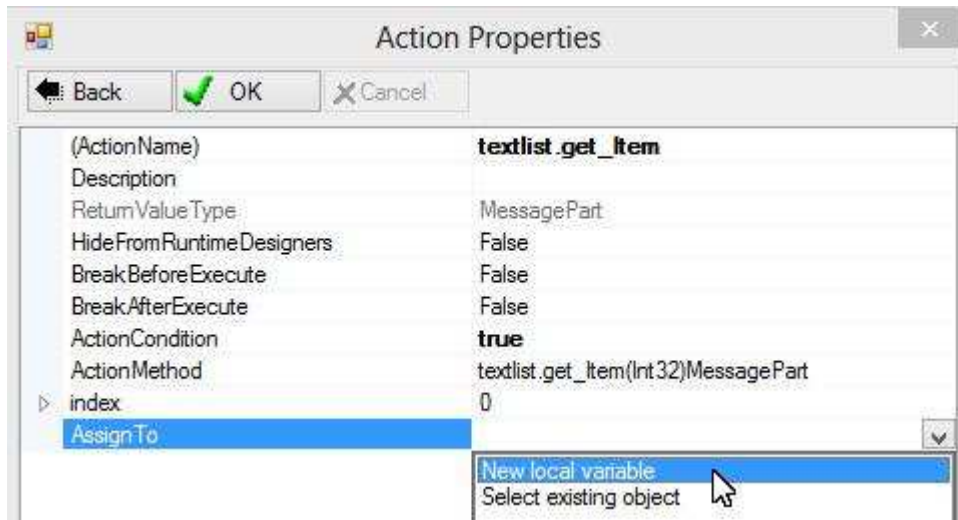 Action Properties
Back OK Cancel
(ActionName) textlist.get_Item
Description
ReturnValueType MessagePart
HideFromRuntimeDesigners False
BreakBeforeExecute False
BreakAfterExecute False
ActionCondition true
ActionMethod textlist.get_Item(Int32)MessagePart
index 0
AssignTo
New local variable
Select existing object